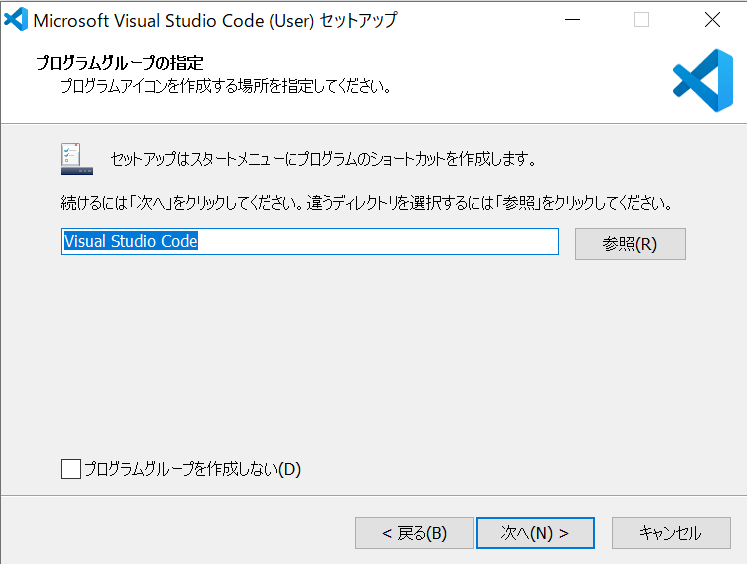 Microsoft Visual Studio Code (User) セットアップ
プログラムグループの指定
プログラムアイコンを作成する場所を指定してください。
セットアップはスタートメニューにプログラムのショートカットを作成します。
続けるには「次へ」をクリックしてください。違うディレクトリを選択するには「参照」をクリックしてください。
Visual Studio Code
参照(R)
プログラムグループを作成しない(D)
< 戻る(B)
次へ(N) >
キャンセル